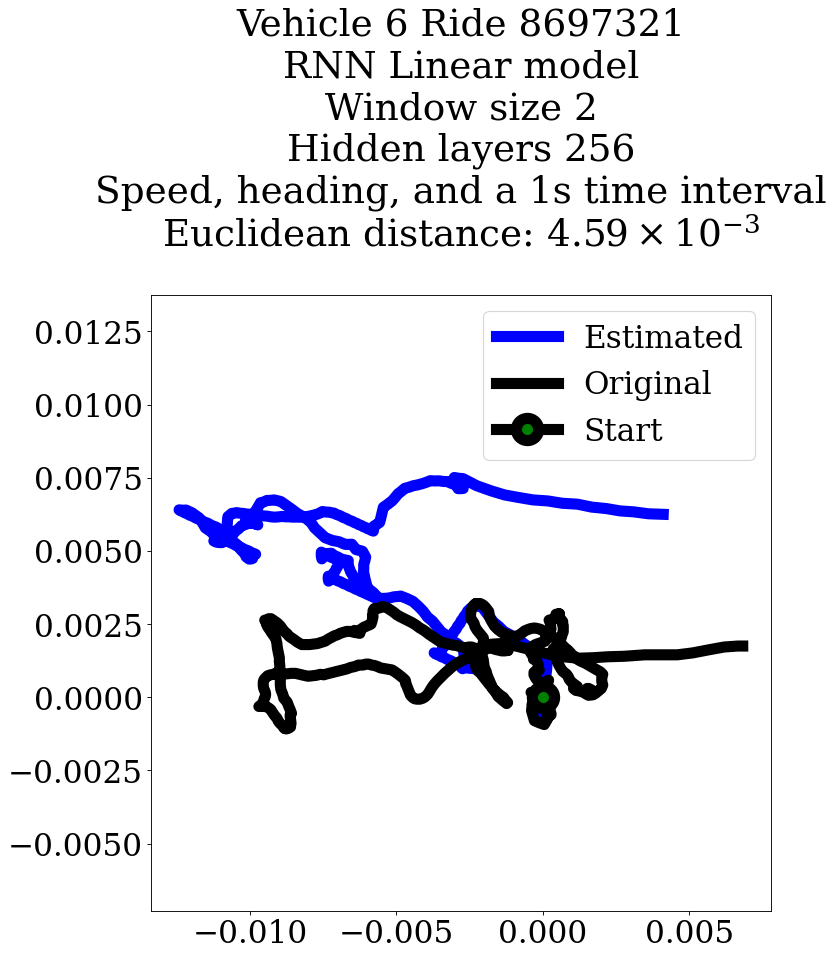 Vehicle 6 Ride 8697321
RNN Linear model
Window size 2
Hidden layers 256
Speed, heading, and a 1s time interval
Euclidean distance: 4.59 × 10⁻³
Estimated
Original
Start
0.0125
0.0100
0.0075
0.0050
0.0025
0.0000
−0.0025
−0.0050
−0.010 −0.005 0.000 0.005